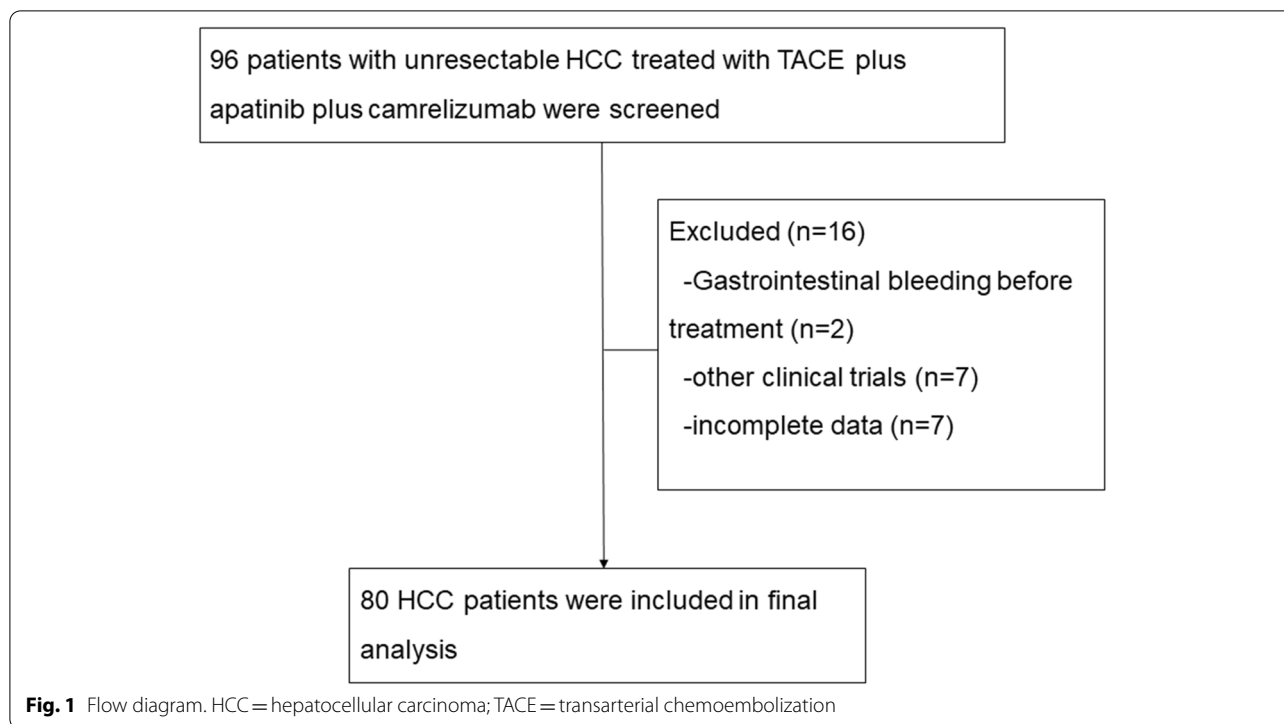 96 patients with unresectable HCC treated with TACE plus
apatinib plus camrelizumab were screened
Excluded (n=16)
-Gastrointestinal bleeding before
treatment (n=2)
-other clinical trials (n=7)
-incomplete data (n=7)
80 HCC patients were included in final
analysis
Fig. 1 Flow diagram. HCC = hepatocellular carcinoma; TACE = transarterial chemoembolization